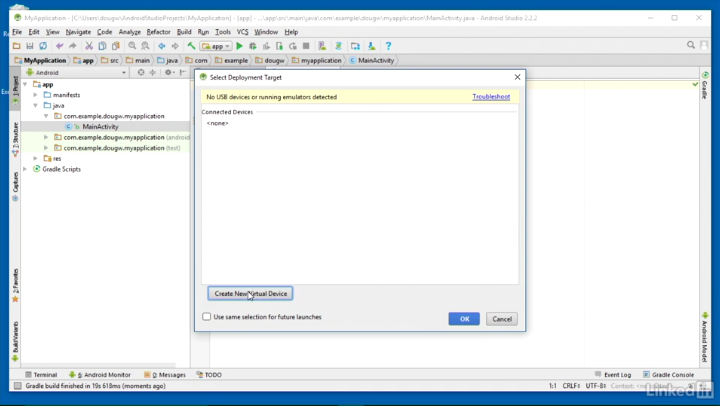 MyApplication - [C:\Users\dougw\AndroidStudioProjects\MyApplication] - [app] - ...\app\src\main\java\com\example\dougw\myapplication\MainActivity.java - Android Studio 2.2.2
File Edit View Navigate Code Analyze Refactor Build Run Tools VCS Window Help
app
MyApplication app src main java com example dougw myapplication MainActivity
Android
1: Project
app
manifests
java
com.example.dougw.myapplication
MainActivity
com.example.dougw.myapplication (android
com.example.dougw.myapplication (test)
res
Gradle Scripts
Select Deployment Target
No USB devices or running emulators detected
Troubleshoot
Connected Devices
<none>
Create New Virtual Device
Use same selection for future launches
OK
Cancel
Structure
Captures
2: Favorites
Build Variants
Gradle
Android Model
Terminal
6: Android Monitor
0: Messages
TODO
Event Log
Gradle Console
Gradle build finished in 19s 618ms (moments ago)
1:1 CRLF÷ UTF-8÷ Context:
Linked in